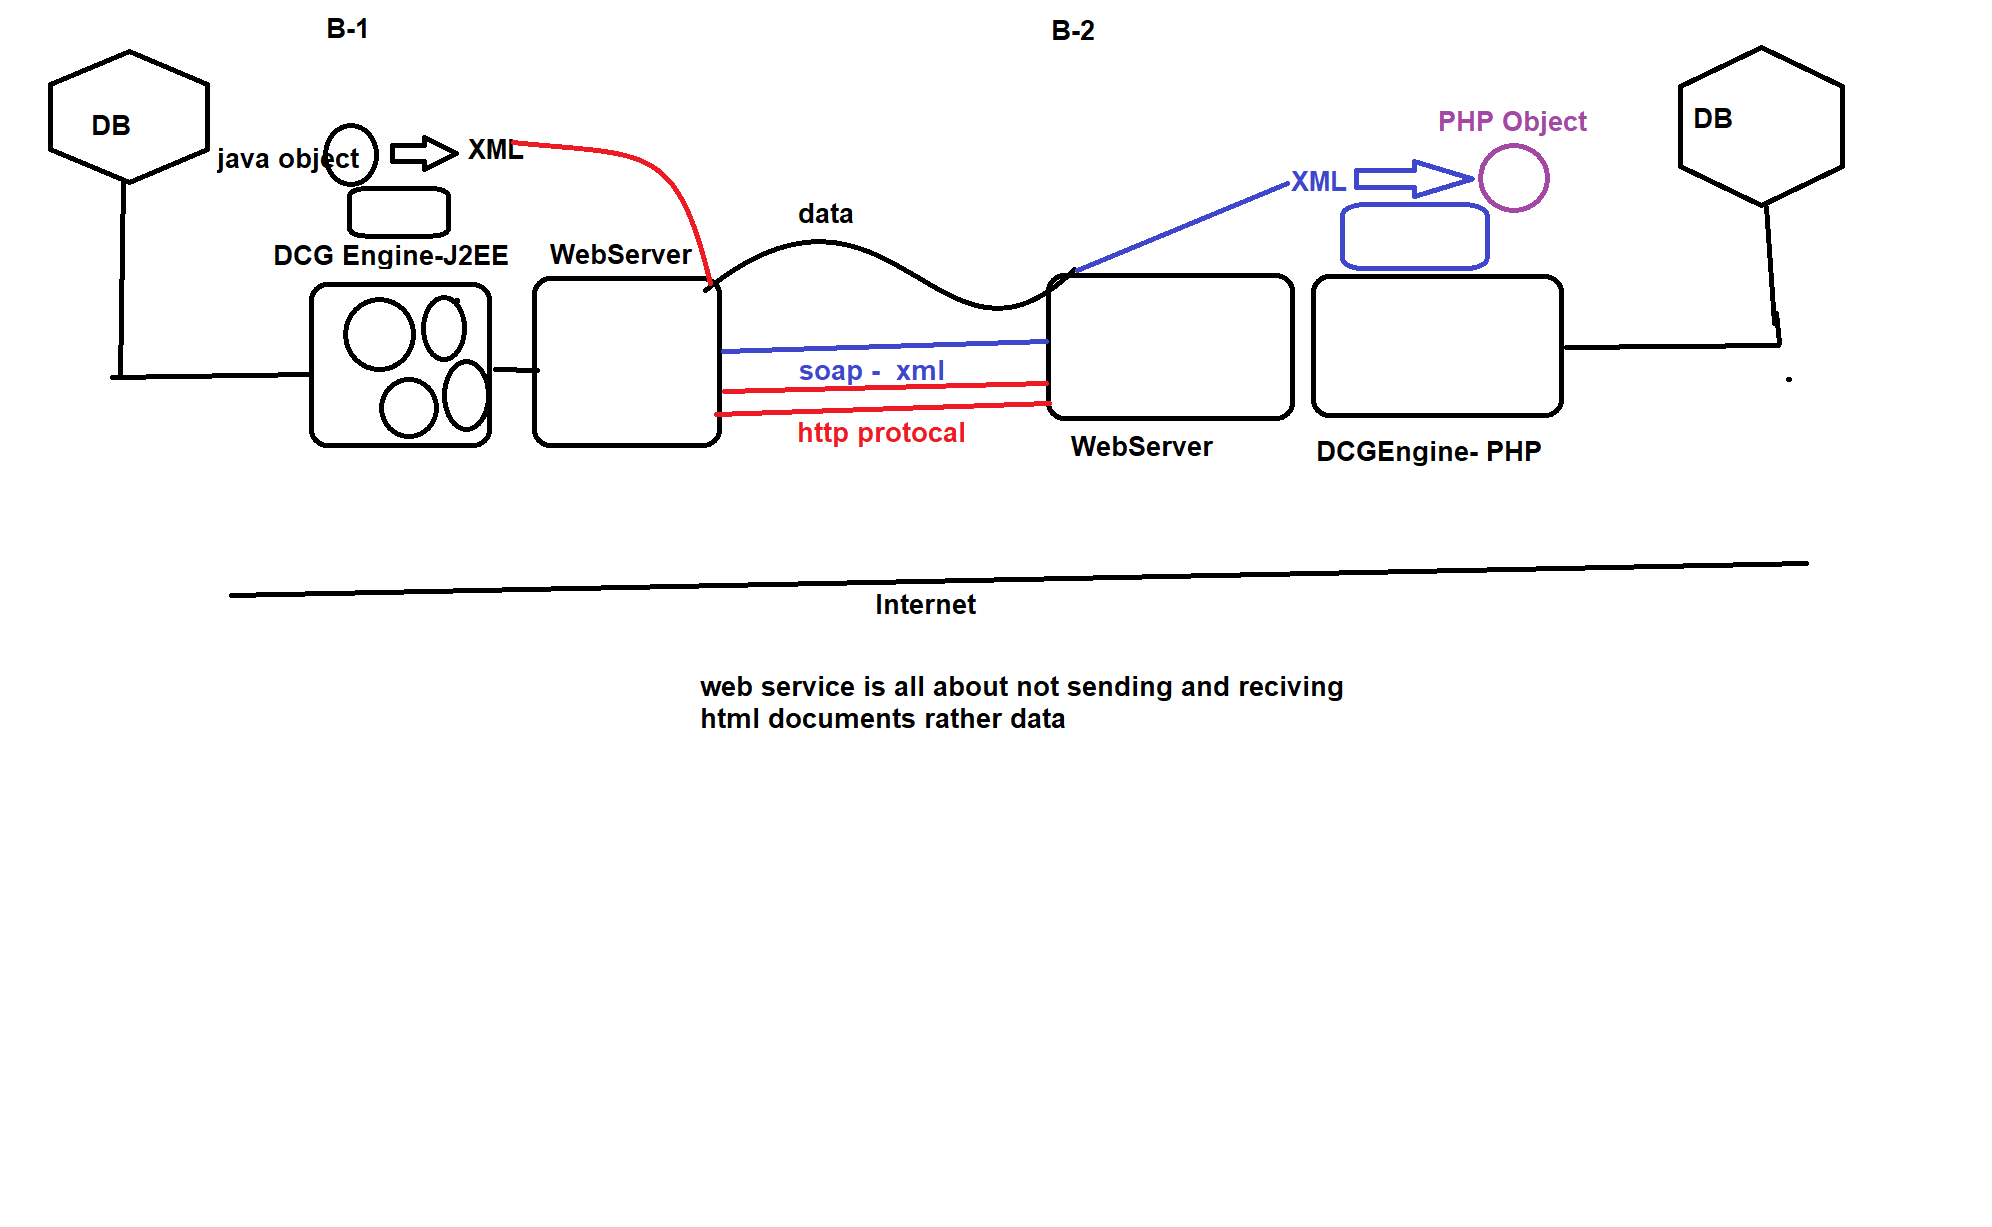 B-1
B-2
DB
java object
XML
DCG Engine-J2EE
WebServer
data
soap -  xml
http protocal
XML
PHP Object
DB
WebServer
DCGEngine- PHP
Internet
web service is all about not sending and reciving
html documents rather data